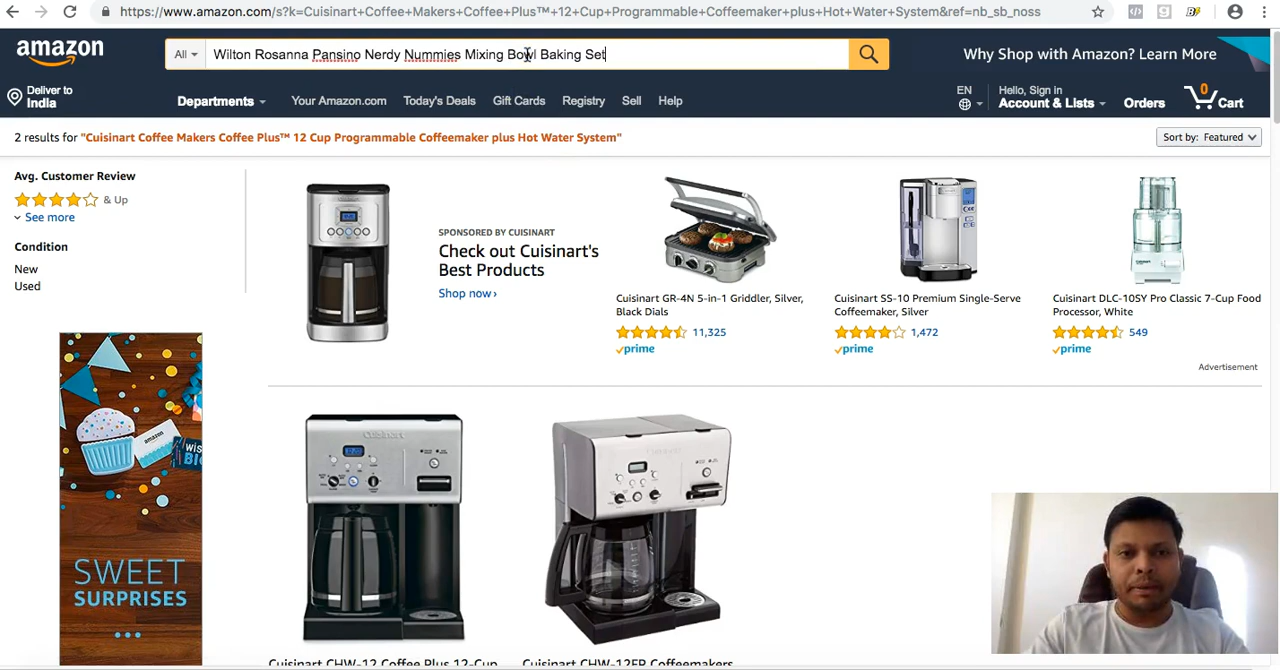 https://www.amazon.com/s?k=Cuisinart+Coffee+Makers+Coffee+Plus™+12+Cup+Programmable+Coffeemaker+plus+Hot+Water+System&ref=nb_sb_noss
amazon
All
Wilton Rosanna Pansino Nerdy Nummies Mixing Bowl Baking Set
Why Shop with Amazon? Learn More
Deliver to
India
Departments
Your Amazon.com
Today's Deals
Gift Cards
Registry
Sell
Help
EN
Hello, Sign in
Account & Lists
Orders
0
Cart
2 results for "Cuisinart Coffee Makers Coffee Plus™ 12 Cup Programmable Coffeemaker plus Hot Water System"
Sort by: Featured
Avg. Customer Review
& Up
See more
Condition
New
Used
SPONSORED BY CUISINART
Check out Cuisinart's
Best Products
Shop now›
Cuisinart GR-4N 5-in-1 Griddler, Silver,
Black Dials
11,325
prime
Cuisinart SS-10 Premium Single-Serve
Coffeemaker, Silver
1,472
prime
Cuisinart DLC-10SY Pro Classic 7-Cup Food
Processor, White
549
prime
Advertisement
amazon
SWEET
SURPRISES
Cuisinart
Cuisinart CHW-12 Coffee Plus 12-Cup
Cuisinart CHW-12FR Coffeemakers